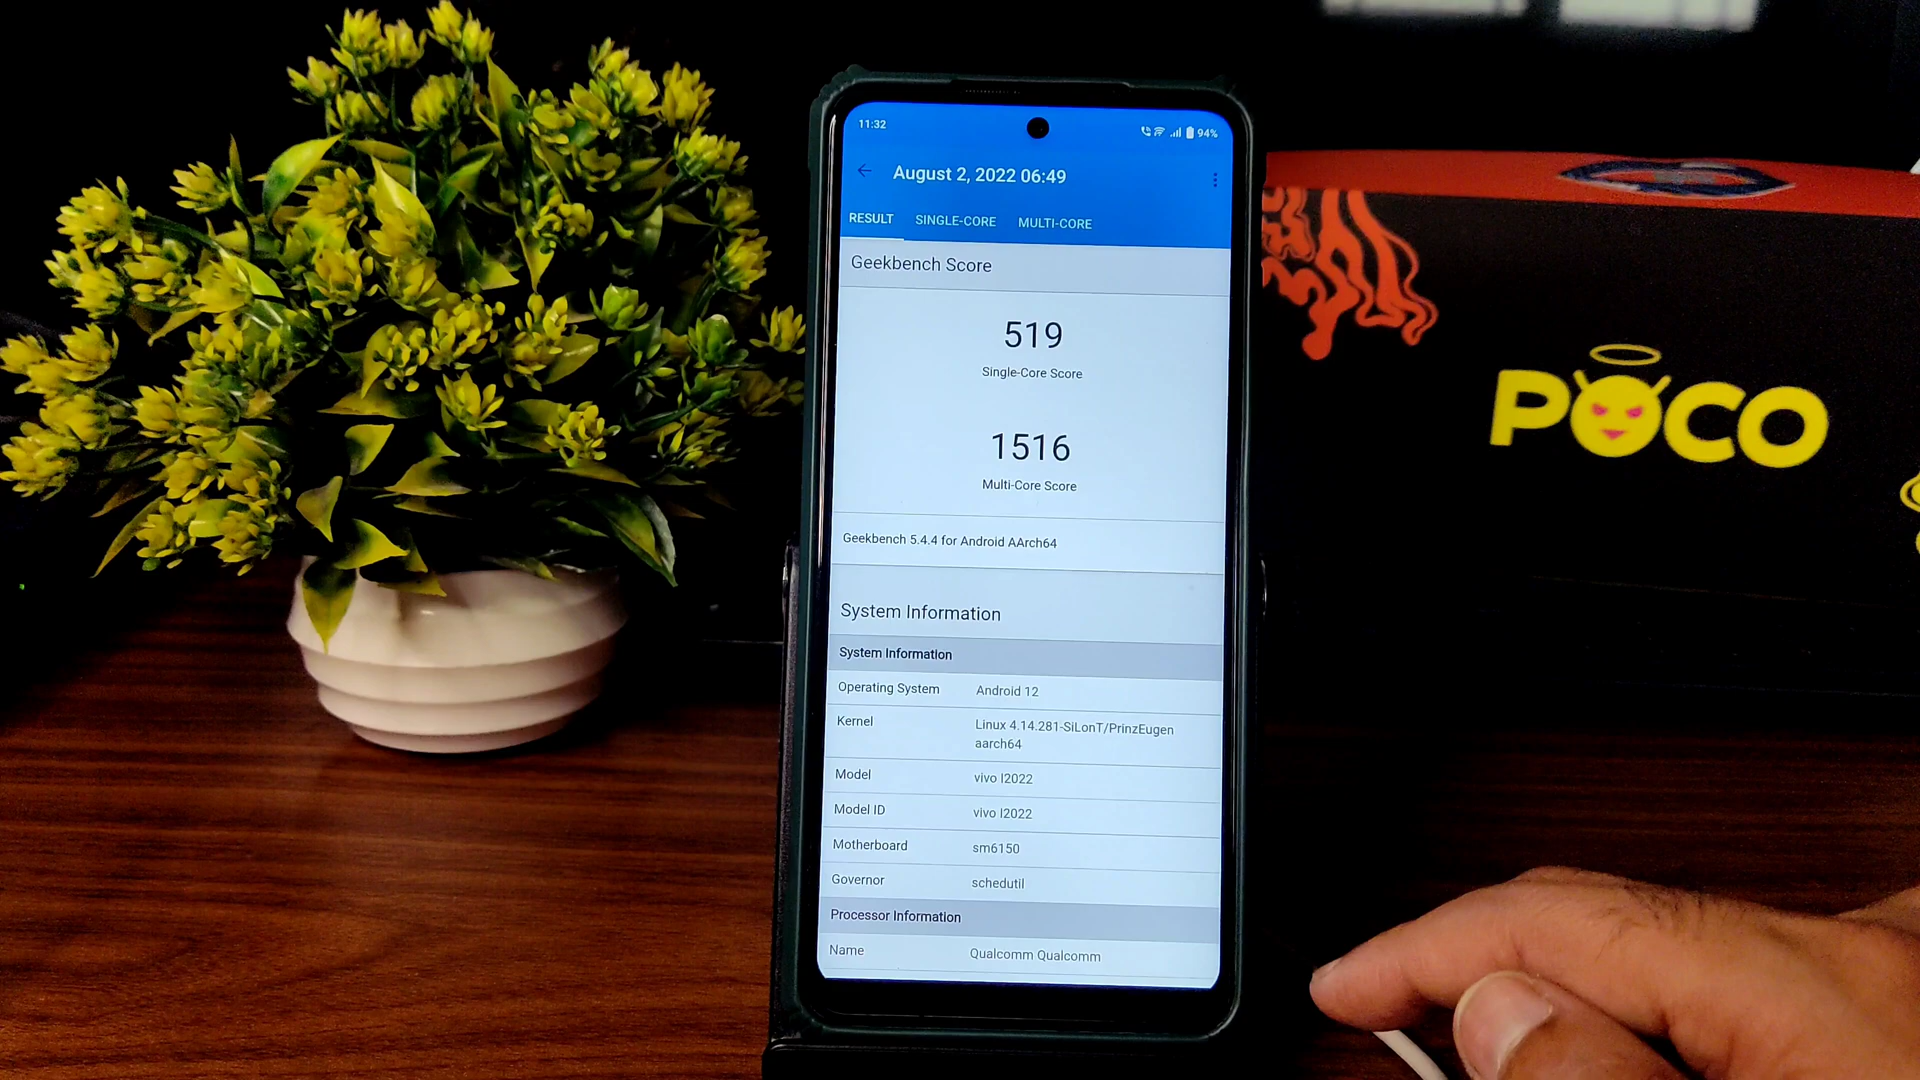 11:32
94%
August 2, 2022 06:49
RESULT SINGLE-CORE MULTI-CORE
Geekbench Score
519
Single-Core Score
1516
Multi-Core Score
Geekbench 5.4.4 for Android AArch64
System Information
System Information
Operating System Android 12
Kernel Linux 4.14.281-SiLonT/PrinzEugen
aarch64
Model vivo I2022
Model ID vivo I2022
Motherboard sm6150
Governor schedutil
Processor Information
Name Qualcomm Qualcomm
POCO